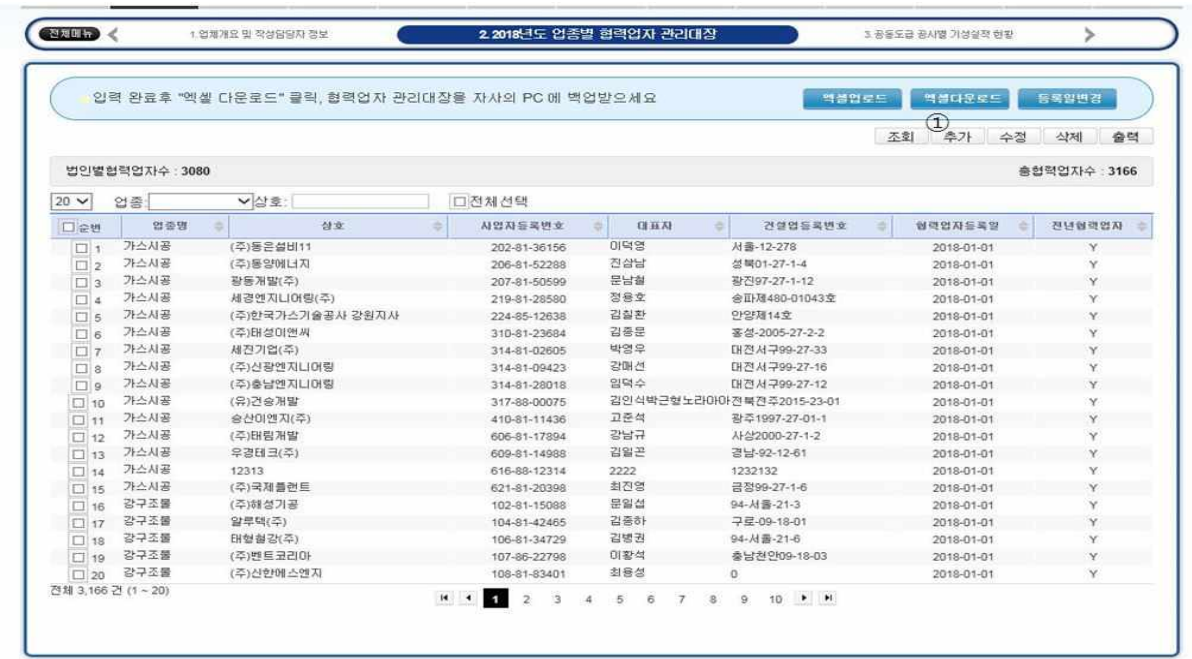 전체메뉴 1.업체개요 및 작성담당자 정보 2.2018년도 업종별 협력업자 관리대장 3.공동도급 공사별 기성실적 현황
입력 완료후 "엑셀 다운로드" 클릭, 협력업자 관리대장을 자사의 PC 에 백업받으세요 엑셀업로드 엑셀다운로드 등록일변경
①
조회 추가 수정 삭제 출력
법인별협력업자수 : 3080 총협력업자수 : 3166
20 업종: 상호: 전체선택
순번 업종명 상호 사업자등록번호 대표자 건설업등록번호 협력업자등록일 전년협력업자
1 가스시공 (주)동은설비11 202-81-36156 이덕영 서울-12-278 2018-01-01 Y
2 가스시공 (주)동양에너지 206-81-52288 진삼남 성북01-27-1-4 2018-01-01 Y
3 가스시공 광동개발(주) 207-81-50599 문남철 광진97-27-1-12 2018-01-01 Y
4 가스시공 세경엔지니어링(주) 219-81-28580 정용호 송파제480-01043호 2018-01-01 Y
5 가스시공 (주)한국가스기술공사 강원지사 224-85-12638 김칠환 안양제14호 2018-01-01 Y
6 가스시공 (주)태성이앤씨 310-81-23684 김종문 홍성-2005-27-2-2 2018-01-01 Y
7 가스시공 세진기업(주) 314-81-02605 박영우 대전서구99-27-33 2018-01-01 Y
8 가스시공 (주)신광엔지니어링 314-81-09423 강매선 대전서구99-27-16 2018-01-01 Y
9 가스시공 (주)충남엔지니어링 314-81-28018 임덕수 대전서구99-27-12 2018-01-01 Y
10 가스시공 (유)건승개발 317-88-00075 김인식박근형노라아아전북전주2015-23-01 2018-01-01 Y
11 가스시공 승산이엔지(주) 410-81-11436 고준석 광주1997-27-01-1 2018-01-01 Y
12 가스시공 (주)태림개발 606-81-17894 강남규 사상2000-27-1-2 2018-01-01 Y
13 가스시공 우경테크(주) 609-81-14988 김일곤 경남-92-12-61 2018-01-01 Y
14 가스시공 12313 616-88-12314 2222 1232132 2018-01-01 Y
15 가스시공 (주)국제플랜트 621-81-20398 최진영 금정99-27-1-6 2018-01-01 Y
16 강구조물 (주)해성기공 102-81-15088 문일섭 94-서울-21-3 2018-01-01 Y
17 강구조물 알루텍(주) 104-81-42465 김종하 구로-09-18-01 2018-01-01 Y
18 강구조물 태형철강(주) 106-81-34729 김병권 94-서울-21-6 2018-01-01 Y
19 강구조물 (주)벤트코리아 107-86-22798 이황석 충남천안09-18-03 2018-01-01 Y
20 강구조물 (주)신한에스엔지 108-81-83401 최용성 0 2018-01-01 Y
전체 3,166 건 (1 ~ 20)
1 2 3 4 5 6 7 8 9 10